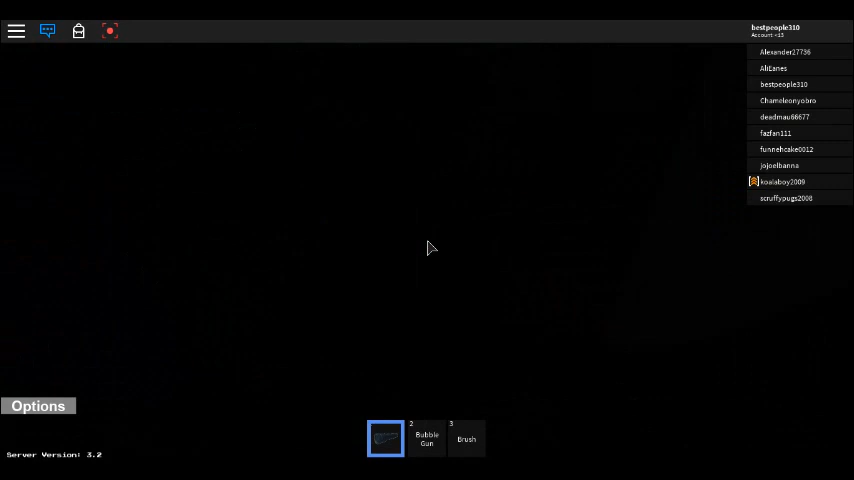 bestpeople310
Account <13
Alexander27736
AliEanes
bestpeople310
Chameleonyobro
deadmau66677
fazfan111
funnehcake0012
jojoelbanna
koalaboy2009
scruffypugs2008
Options
2
Bubble
Gun
3
Brush
Server Version: 3.2